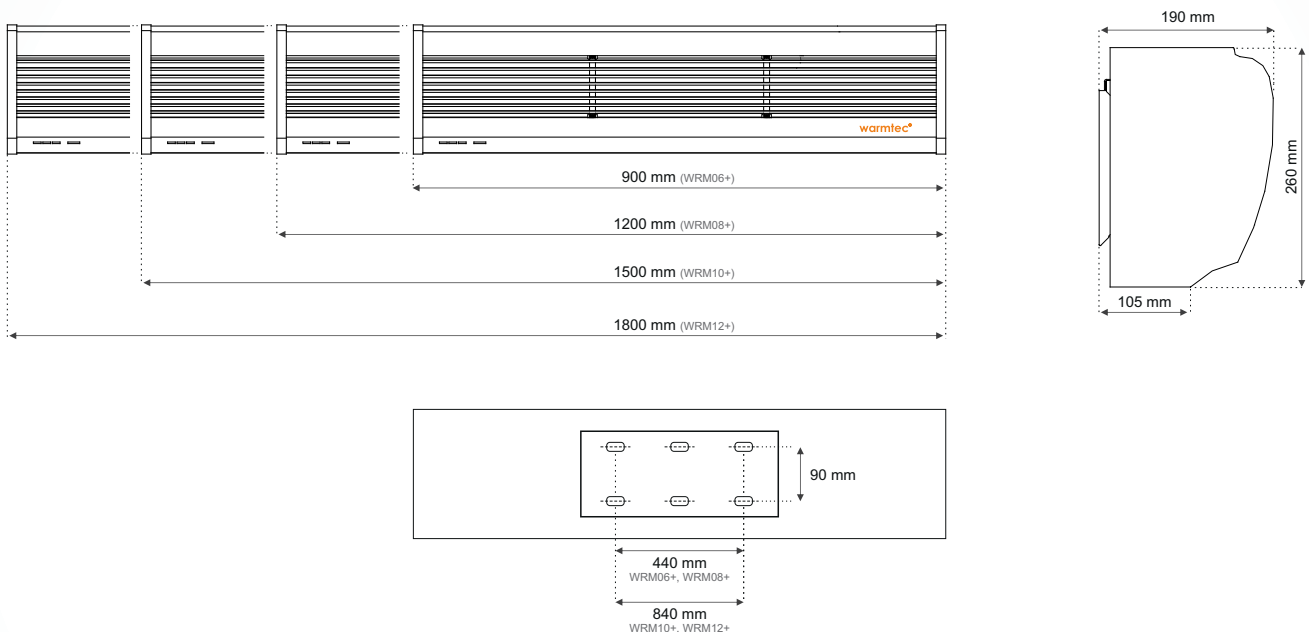 190 mm
warmtec
900 mm (WRM06+)
260 mm
1200 mm (WRM08+)
1500 mm (WRM10+)
105 mm
1800 mm (WRM12+)
90 mm
440 mm
WRM06+, WRM08+
840 mm
WRM10+, WRM12+